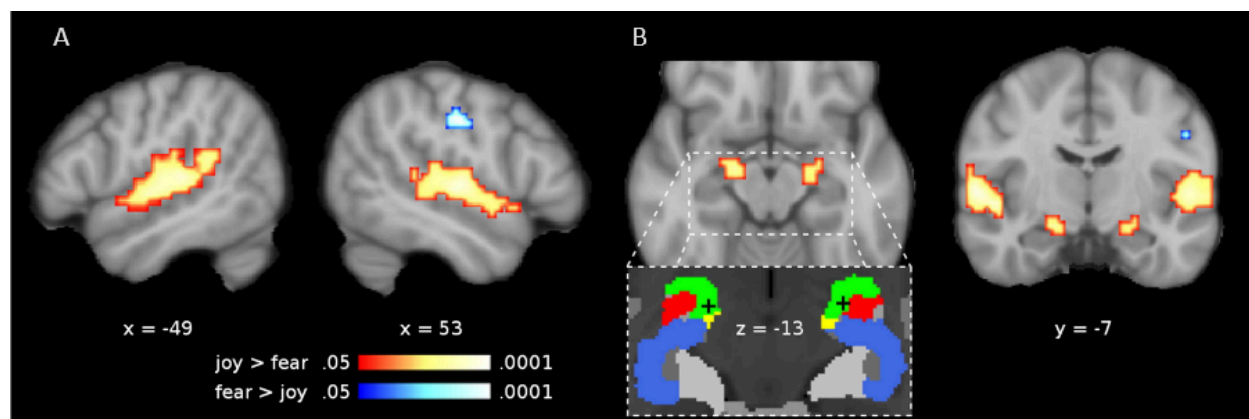 A
B
x = -49
x = 53
z = -13
y = -7
joy > fear .05 .0001
fear > joy .05 .0001